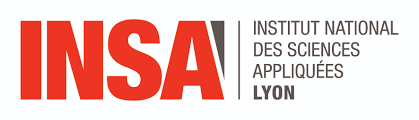 INSA
INSTITUT NATIONAL
DES SCIENCES
APPLIQUÉES
LYON